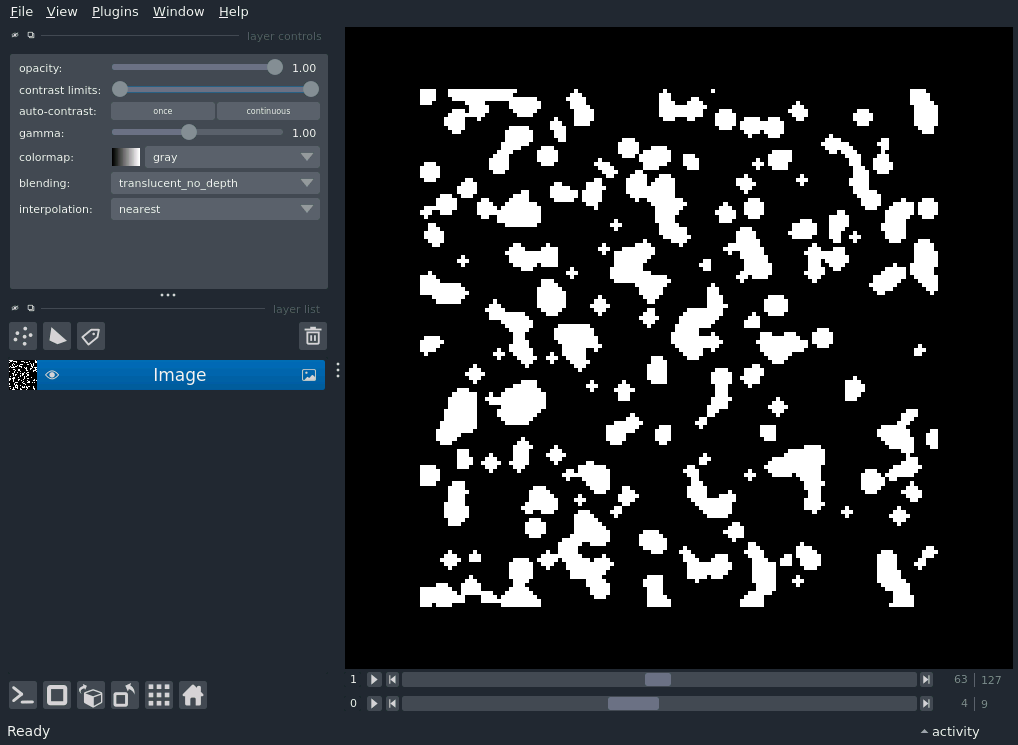 File View Plugins Window Help
layer controls
opacity: 1.00
contrast limits:
auto-contrast: once continuous
gamma: 1.00
colormap: gray
blending: translucent_no_depth
interpolation: nearest
layer list
Image
1 63 127
0 4 9
Ready activity